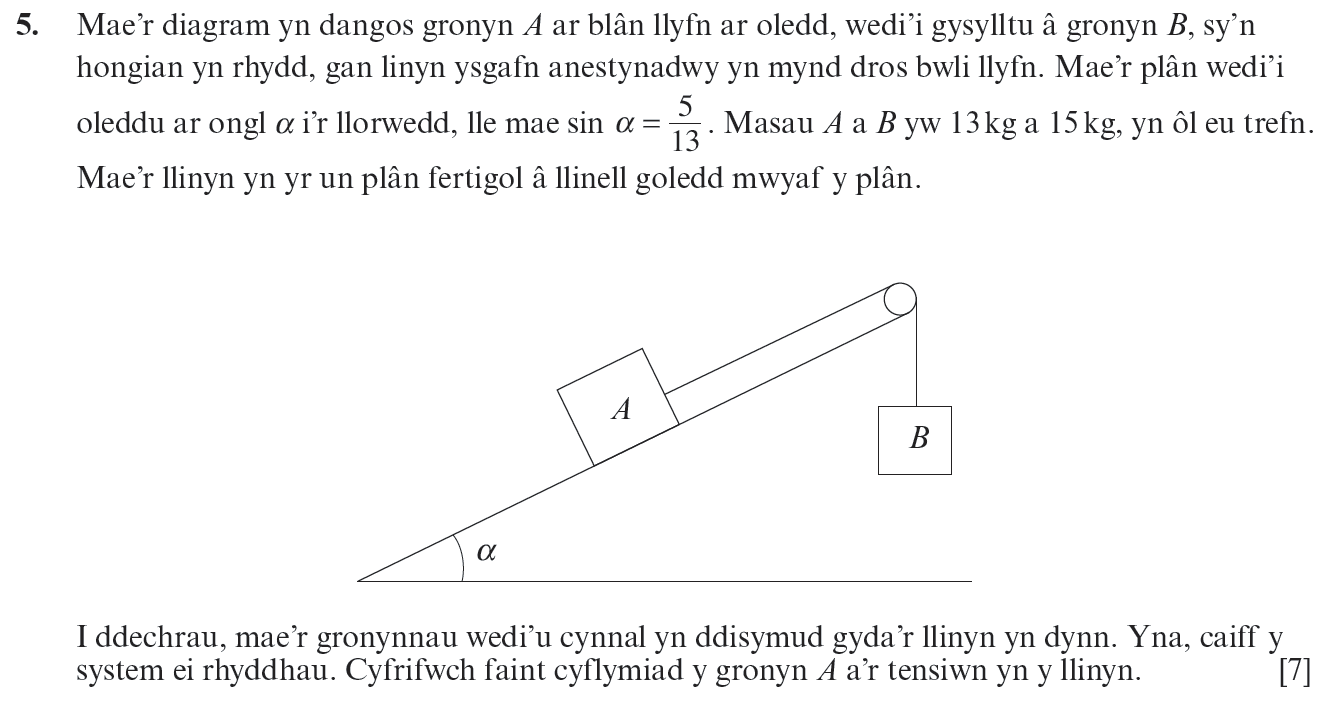 5. Mae'r diagram yn dangos gronyn A ar blân llyfn ar oledd, wedi'i gysylltu â gronyn B, sy'n
hongian yn rhydd, gan linyn ysgafn anestynadwy yn mynd dros bwli llyfn. Mae'r plân wedi'i
oleddu ar ongl α i'r llorwedd, lle mae sin α = 5/13. Masau A a B yw 13 kg a 15 kg, yn ôl eu trefn.
Mae'r llinyn yn yr un plân fertigol â llinell goledd mwyaf y plân.
A
B
α
I ddechrau, mae'r gronynnau wedi'u cynnal yn ddisymud gyda'r llinyn yn dynn. Yna, caiff y
system ei rhyddhau. Cyfrifwch faint cyflymiad y gronyn A a'r tensiwn yn y llinyn. [7]